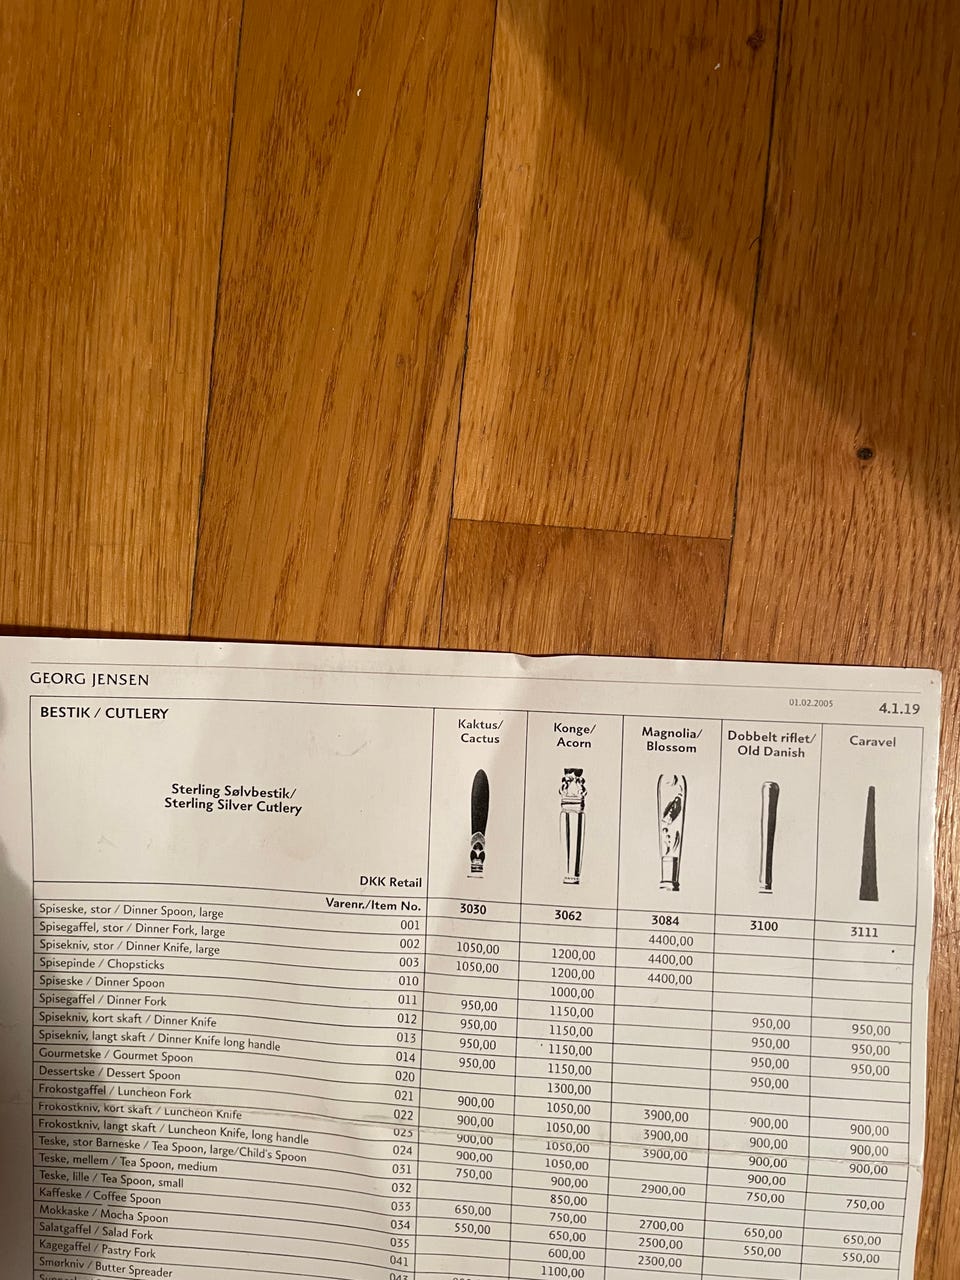 GEORG JENSEN
01.02.2005 4.1.19
BESTIK / CUTLERY
Sterling Sølvbestik/
Sterling Silver Cutlery
DKK Retail
Varenr./Item No.
Kaktus/
Cactus
3030
Konge/
Acorn
3062
Magnolia/
Blossom
3084
Dobbelt riflet/
Old Danish
3100
Caravel
3111
Spiseske, stor / Dinner Spoon, large 001 4400,00
Spisegaffel, stor / Dinner Fork, large 002 1050,00 1200,00 4400,00
Spisekniv, stor / Dinner Knife, large 003 1050,00 1200,00 4400,00
Spisepinde / Chopsticks 010 1000,00
Spiseske / Dinner Spoon 011 950,00 1150,00 950,00 950,00
Spisegaffel / Dinner Fork 012 950,00 1150,00 950,00 950,00
Spisekniv, kort skaft / Dinner Knife 013 950,00 1150,00 950,00 950,00
Spisekniv, langt skaft / Dinner Knife long handle 014 950,00 1150,00 950,00
Gourmetske / Gourmet Spoon 020 1300,00
Dessertske / Dessert Spoon 021 900,00 1050,00 3900,00 900,00 900,00
Frokostgaffel / Luncheon Fork 022 900,00 1050,00 3900,00 900,00 900,00
Frokostkniv, kort skaft / Luncheon Knife 023 900,00 1050,00 3900,00 900,00 900,00
Frokostkniv, langt skaft / Luncheon Knife, long handle 024 900,00 1050,00 900,00
Teske, stor Barneske / Tea Spoon, large/Child's Spoon 031 750,00 900,00 2900,00 750,00 750,00
Teske, mellem / Tea Spoon, medium 032 850,00
Teske, lille / Tea Spoon, small 033 650,00 750,00 2700,00 650,00 650,00
Kaffeske / Coffee Spoon 034 550,00 650,00 2500,00 550,00 550,00
Mokkaske / Mocha Spoon 035 600,00 2300,00
Salatgaffel / Salad Fork 041 1100,00
Kagegaffel / Pastry Fork
Smørkniv / Butter Spreader